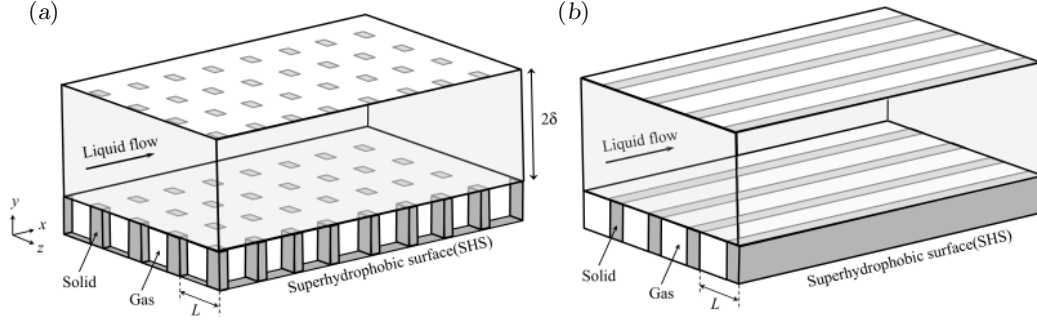 (a)
Liquid flow
2δ
y
x
z
Solid
Gas
L
Superhydrophobic surface(SHS)
(b)
Liquid flow
Solid
Gas
L
Superhydrophobic surface(SHS)